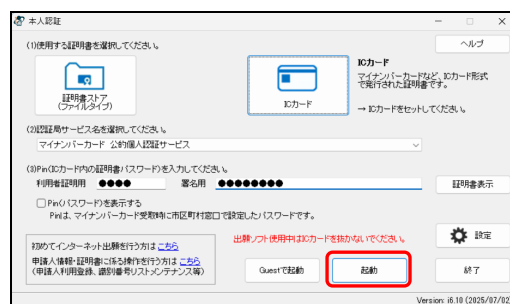 本人認証
(1)使用する証明書を選択してください。
ヘルプ
証明書ストア
(ファイルタイプ)
ICカード
ICカード
マイナンバーカードなど、ICカード形式
で発行された証明書です。
→ ICカードをセットしてください。
(2)認証局サービス名を選択してください。
マイナンバーカード 公的個人認証サービス
(3)Pin(ICカード内の証明書パスワード)を入力してください。
利用者証明用 ●●●● 署名用 ●●●●●●●● 証明書表示
Pin(パスワード)を表示する
Pinは、マイナンバーカード受取時に市区町村窓口で設定したパスワードです。
初めてインターネット出願を行う方は こちら
申請人情報・証明書に係る操作を行う方は こちら
(申請人利用登録、識別番号リストメンテナンス等)
出願ソフト使用中はICカードを抜かないでください。
設定
Guestで起動 起動 終了
Version: i6.10 (2025/07/02